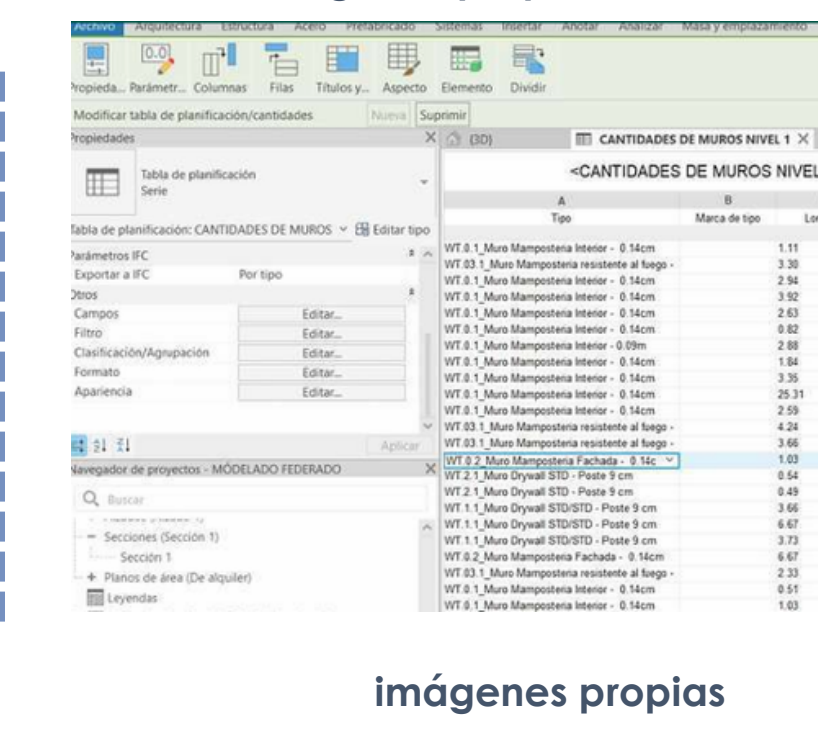 Archivo Arquitectura Estructura Acero Prefabricado Sistemas Insertar Anotar Analizar Masa y emplazamiento
Propieda... Parámetr... Columnas Filas Títulos y... Aspecto Elemento Dividir
Modificar tabla de planificación/cantidades Nueva Suprimir
Propiedades
Tabla de planificación
Serie
Tabla de planificación: CANTIDADES DE MUROS Editar tipo
Parámetros IFC
Exportar a IFC Por tipo
Otros
Campos Editar...
Filtro Editar...
Clasificación/Agrupación Editar...
Formato Editar...
Apariencia Editar...
Aplicar
Navegador de proyectos - MÓDELADO FEDERADO
Buscar
Secciones (Sección 1)
Sección 1
Planos de área (De alquiler)
Leyendas
{3D} CANTIDADES DE MUROS NIVEL 1
<CANTIDADES DE MUROS NIVEL
A B
Tipo Marca de tipo
WT.0.1_Muro Mamposteria Interior - 0.14cm 1.11
WT.03.1_Muro Mamposteria resistente al fuego - 3.30
WT.0.1_Muro Mamposteria Interior - 0.14cm 2.94
WT.0.1_Muro Mamposteria Interior - 0.14cm 3.92
WT.0.1_Muro Mamposteria Interior - 0.14cm 2.63
WT.0.1_Muro Mamposteria Interior - 0.14cm 0.82
WT.0.1_Muro Mamposteria Interior - 0.09m 2.88
WT.0.1_Muro Mamposteria Interior - 0.14cm 1.84
WT.0.1_Muro Mamposteria Interior - 0.14cm 3.35
WT.0.1_Muro Mamposteria Interior - 0.14cm 25.31
WT.0.1_Muro Mamposteria Interior - 0.14cm 2.59
WT.03.1_Muro Mamposteria resistente al fuego - 4.24
WT.03.1_Muro Mamposteria resistente al fuego - 3.66
WT.0.2_Muro Mamposteria Fachada - 0.14c 1.03
WT.2.1_Muro Drywall STD - Poste 9 cm 0.54
WT.2.1_Muro Drywall STD - Poste 9 cm 0.49
WT.1.1_Muro Drywall STD/STD - Poste 9 cm 3.66
WT.1.1_Muro Drywall STD/STD - Poste 9 cm 6.67
WT.1.1_Muro Drywall STD/STD - Poste 9 cm 3.73
WT.0.2_Muro Mamposteria Fachada - 0.14cm 6.67
WT.03.1_Muro Mamposteria resistente al fuego - 2.33
WT.0.1_Muro Mamposteria Interior - 0.14cm 0.51
WT.0.1_Muro Mamposteria Interior - 0.14cm 1.03
imágenes propias